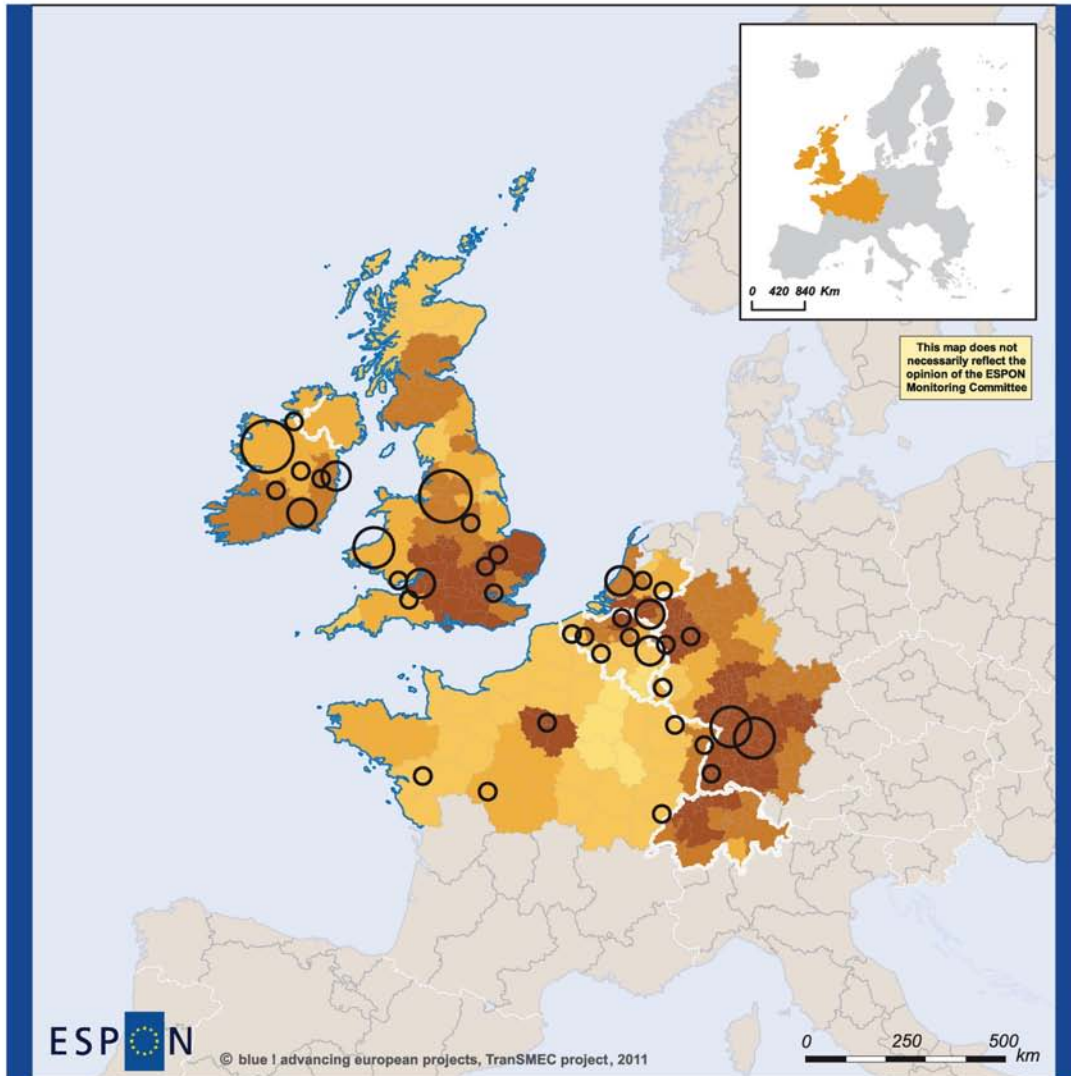 0 420 840 Km
This map does not
necessarily reflect the
opinion of the ESPON
Monitoring Committee
ESPON
© blue ! advancing european projects, TranSMEC project, 2011
0 250 500
km